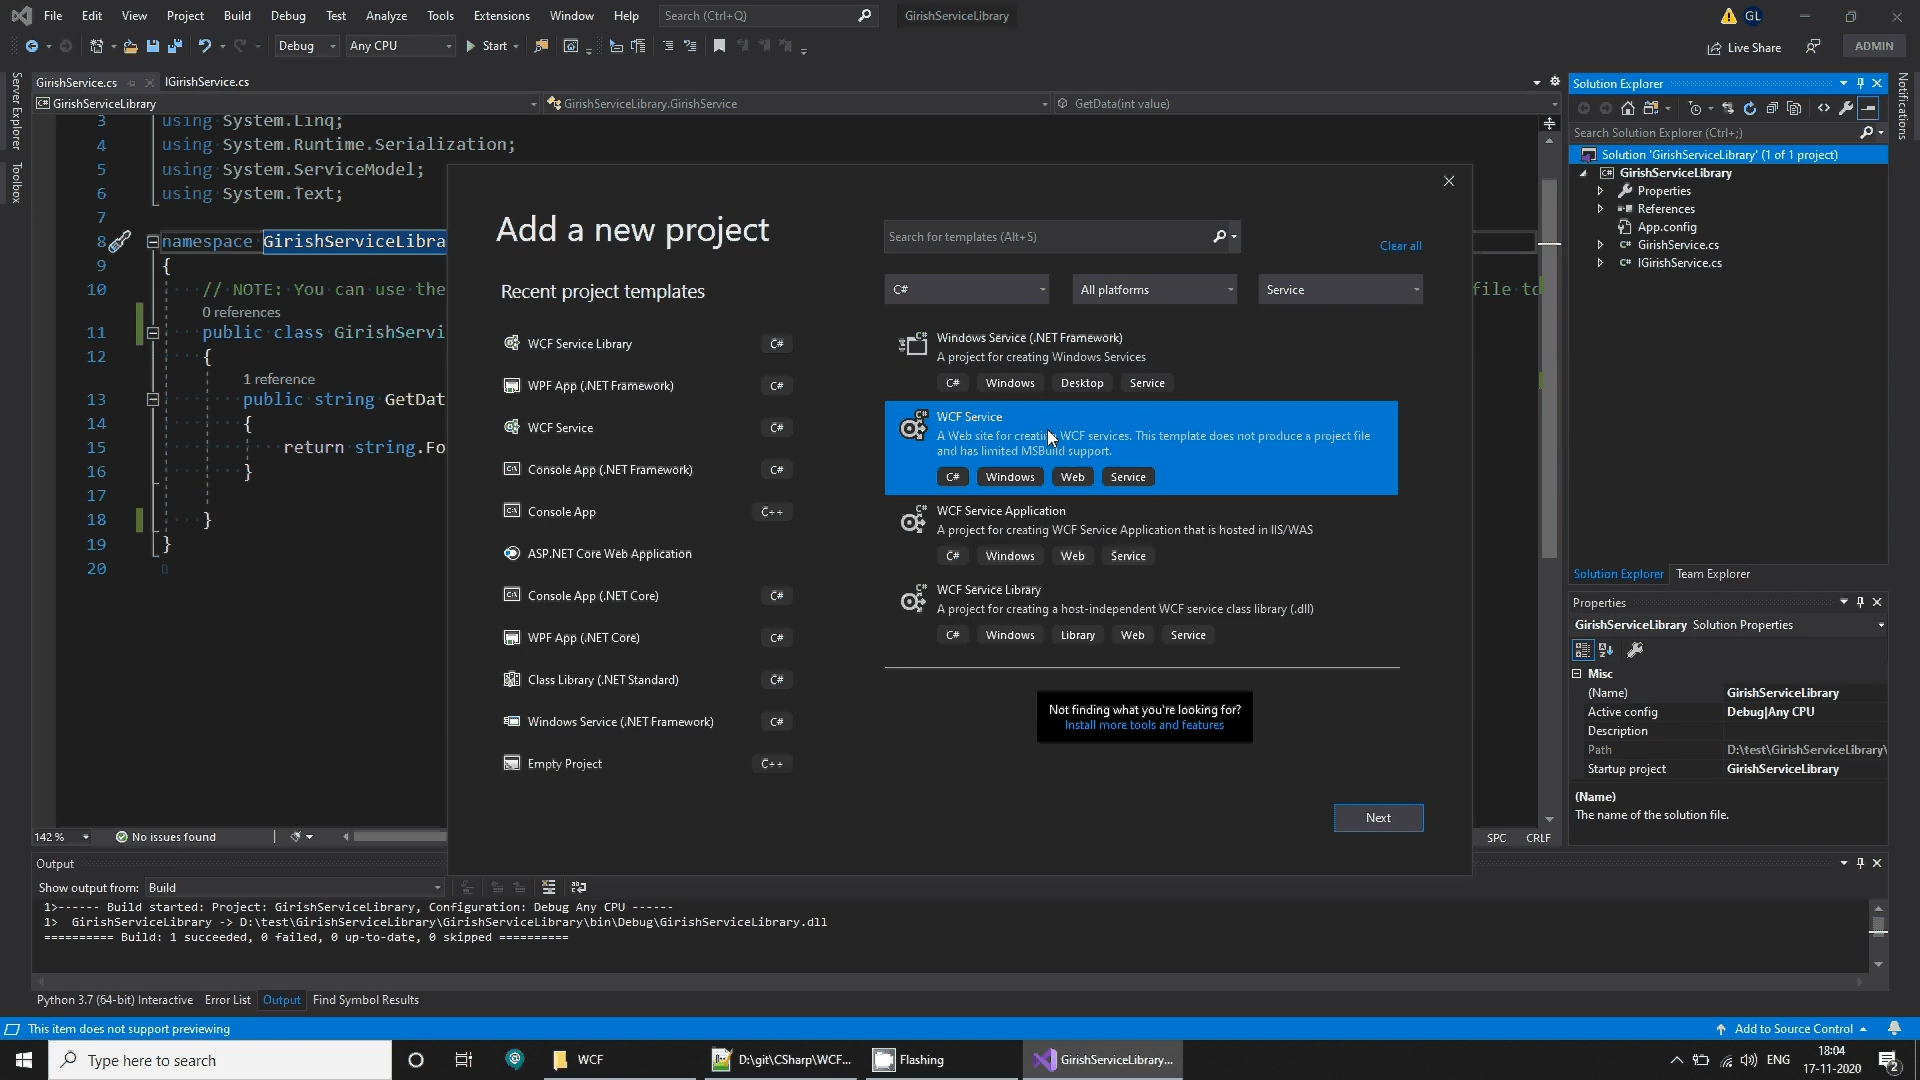 File Edit View Project Build Debug Test Analyze Tools Extensions Window Help Search (Ctrl+Q) GirishServiceLibrary GL
Debug Any CPU Start Live Share ADMIN
Server Explorer
Toolbox
Notifications
GirishService.cs IGirishService.cs
GirishServiceLibrary GirishServiceLibrary.GirishService GetData(int value)
3 using System.Linq;
4 using System.Runtime.Serialization;
5 using System.ServiceModel;
6 using System.Text;
7
8 namespace GirishServiceLibra
9 {
10 // NOTE: You can use the file to
0 references
11 public class GirishServi
12 {
1 reference
13 public string GetDat
14 {
15 return string.Fo
16 }
17
18 }
19 }
20
142 % No issues found SPC CRLF
Add a new project
Search for templates (Alt+S)
Clear all
Recent project templates
C# All platforms Service
WCF Service Library C#
WPF App (.NET Framework) C#
WCF Service C#
Console App (.NET Framework) C#
Console App C++
ASP.NET Core Web Application
Console App (.NET Core) C#
WPF App (.NET Core) C#
Class Library (.NET Standard) C#
Windows Service (.NET Framework) C#
Empty Project C++
Windows Service (.NET Framework)
A project for creating Windows Services
C# Windows Desktop Service
WCF Service
A Web site for creating WCF services. This template does not produce a project file
and has limited MSBuild support.
C# Windows Web Service
WCF Service Application
A project for creating WCF Service Application that is hosted in IIS/WAS
C# Windows Web Service
WCF Service Library
A project for creating a host-independent WCF service class library (.dll)
C# Windows Library Web Service
Not finding what you're looking for?
Install more tools and features
Next
Solution Explorer
Search Solution Explorer (Ctrl+;)
Solution 'GirishServiceLibrary' (1 of 1 project)
C# GirishServiceLibrary
Properties
References
App.config
C# GirishService.cs
C# IGirishService.cs
Solution Explorer Team Explorer
Properties
GirishServiceLibrary Solution Properties
Misc
(Name) GirishServiceLibrary
Active config Debug|Any CPU
Description
Path D:\test\GirishServiceLibrary\
Startup project GirishServiceLibrary
(Name)
The name of the solution file.
Output
Show output from: Build
1>------ Build started: Project: GirishServiceLibrary, Configuration: Debug Any CPU ------
1> GirishServiceLibrary -> D:\test\GirishServiceLibrary\GirishServiceLibrary\bin\Debug\GirishServiceLibrary.dll
========== Build: 1 succeeded, 0 failed, 0 up-to-date, 0 skipped ==========
Python 3.7 (64-bit) Interactive Error List Output Find Symbol Results
This item does not support previewing Add to Source Control
Type here to search WCF D:\git\CSharp\WCF... Flashing GirishServiceLibrary... ENG 18:04
17-11-2020 2